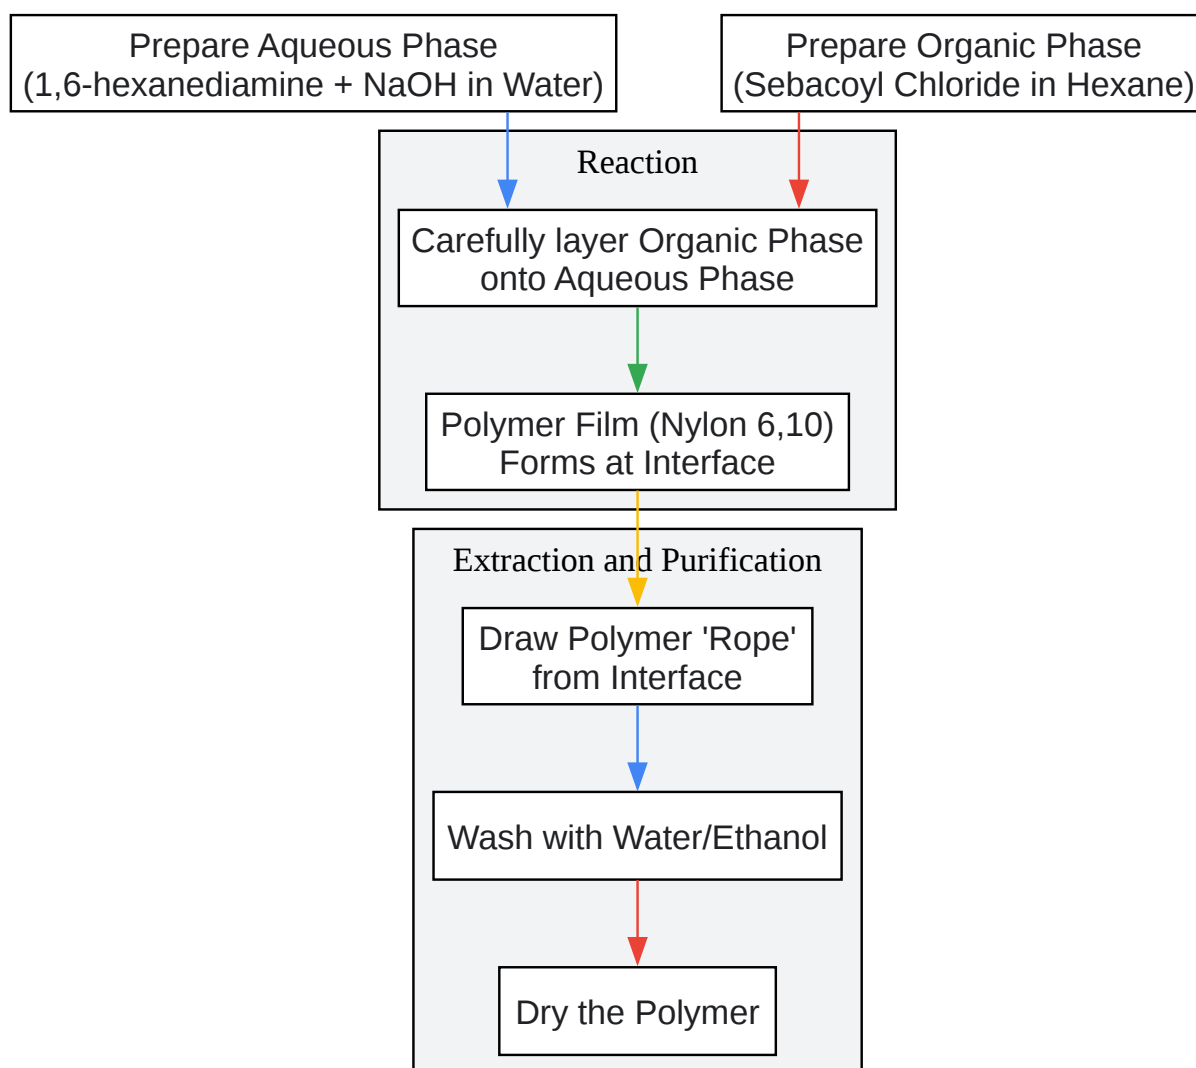 Prepare Aqueous Phase
(1,6-hexanediamine + NaOH in Water)
Prepare Organic Phase
(Sebacoyl Chloride in Hexane)
Reaction
Carefully layer Organic Phase
onto Aqueous Phase
Polymer Film (Nylon 6,10)
Forms at Interface
Extraction and Purification
Draw Polymer 'Rope'
from Interface
Wash with Water/Ethanol
Dry the Polymer